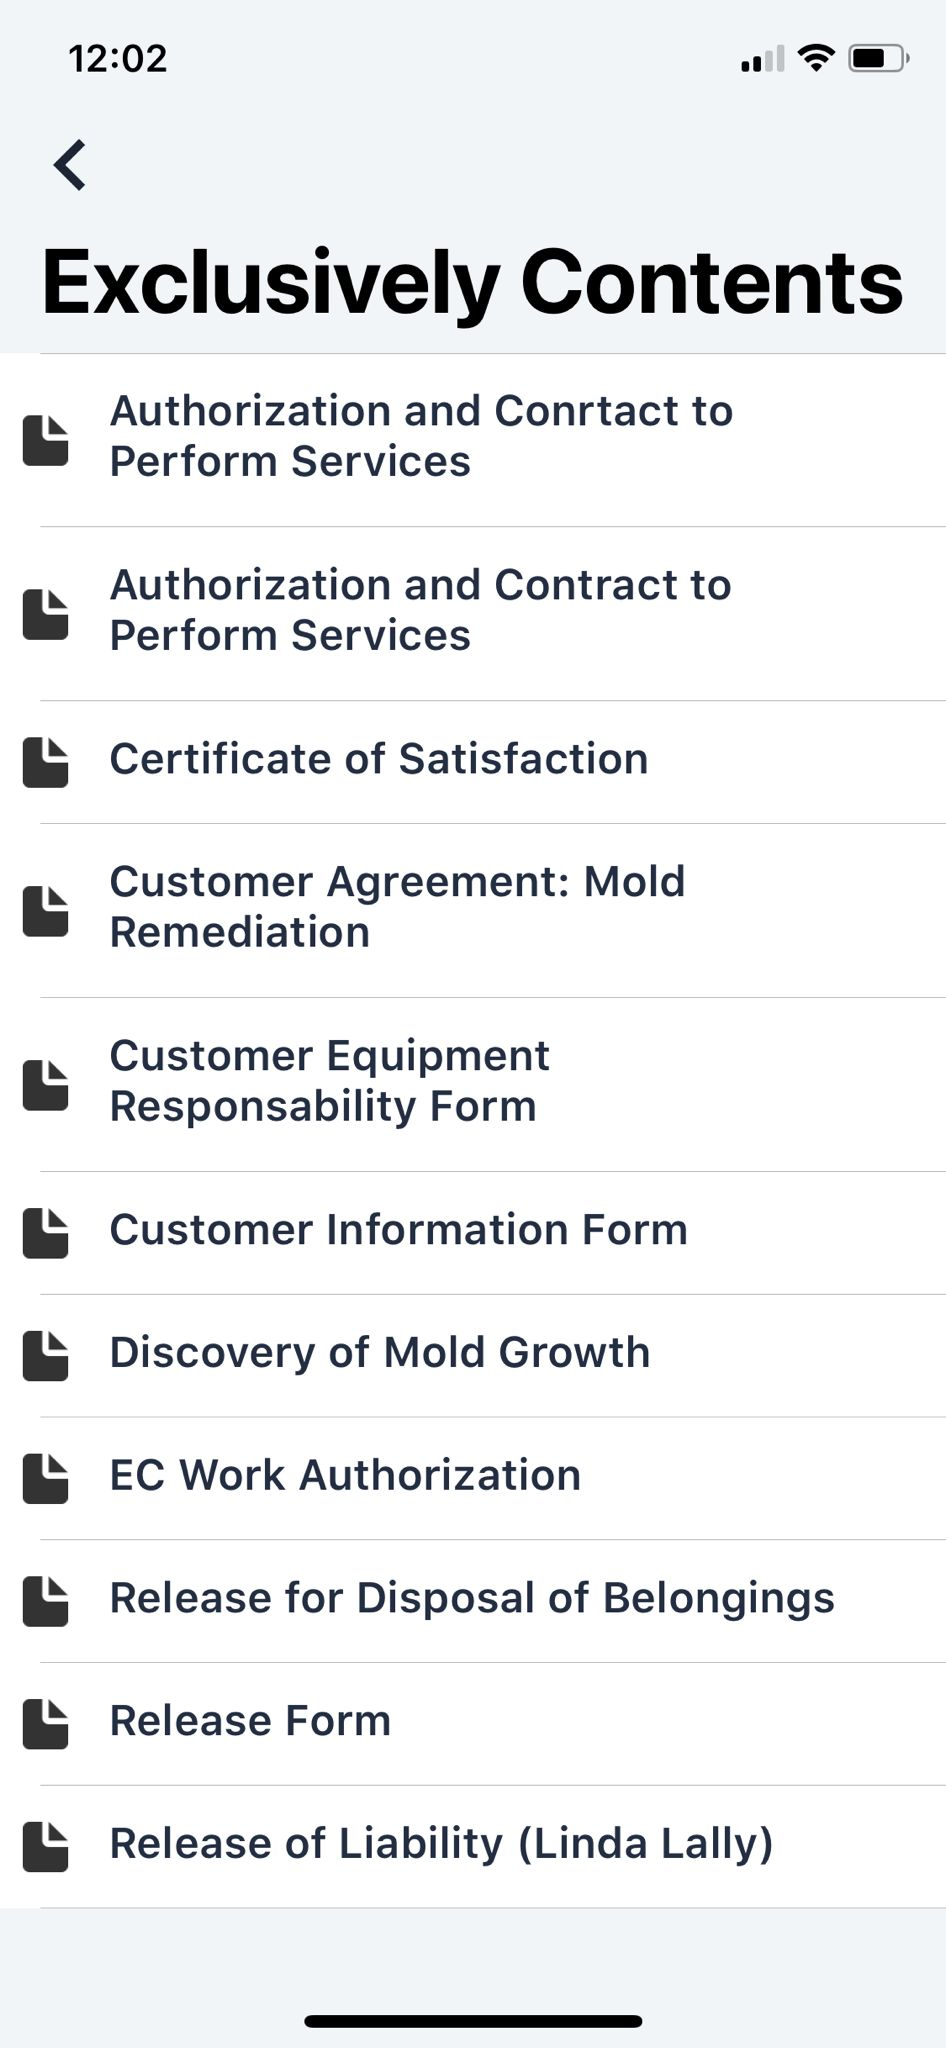 12:02
Exclusively Contents
Authorization and Conrtact to
Perform Services
Authorization and Contract to
Perform Services
Certificate of Satisfaction
Customer Agreement: Mold
Remediation
Customer Equipment
Responsability Form
Customer Information Form
Discovery of Mold Growth
EC Work Authorization
Release for Disposal of Belongings
Release Form
Release of Liability (Linda Lally)